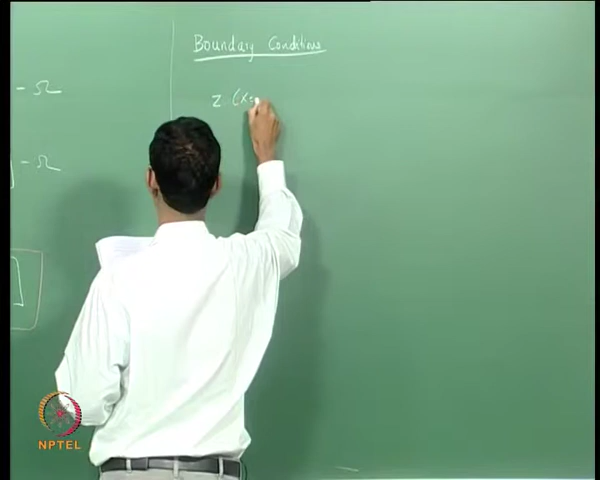 Boundary Conditions
- Ω
z (x=
- Ω
NPTEL